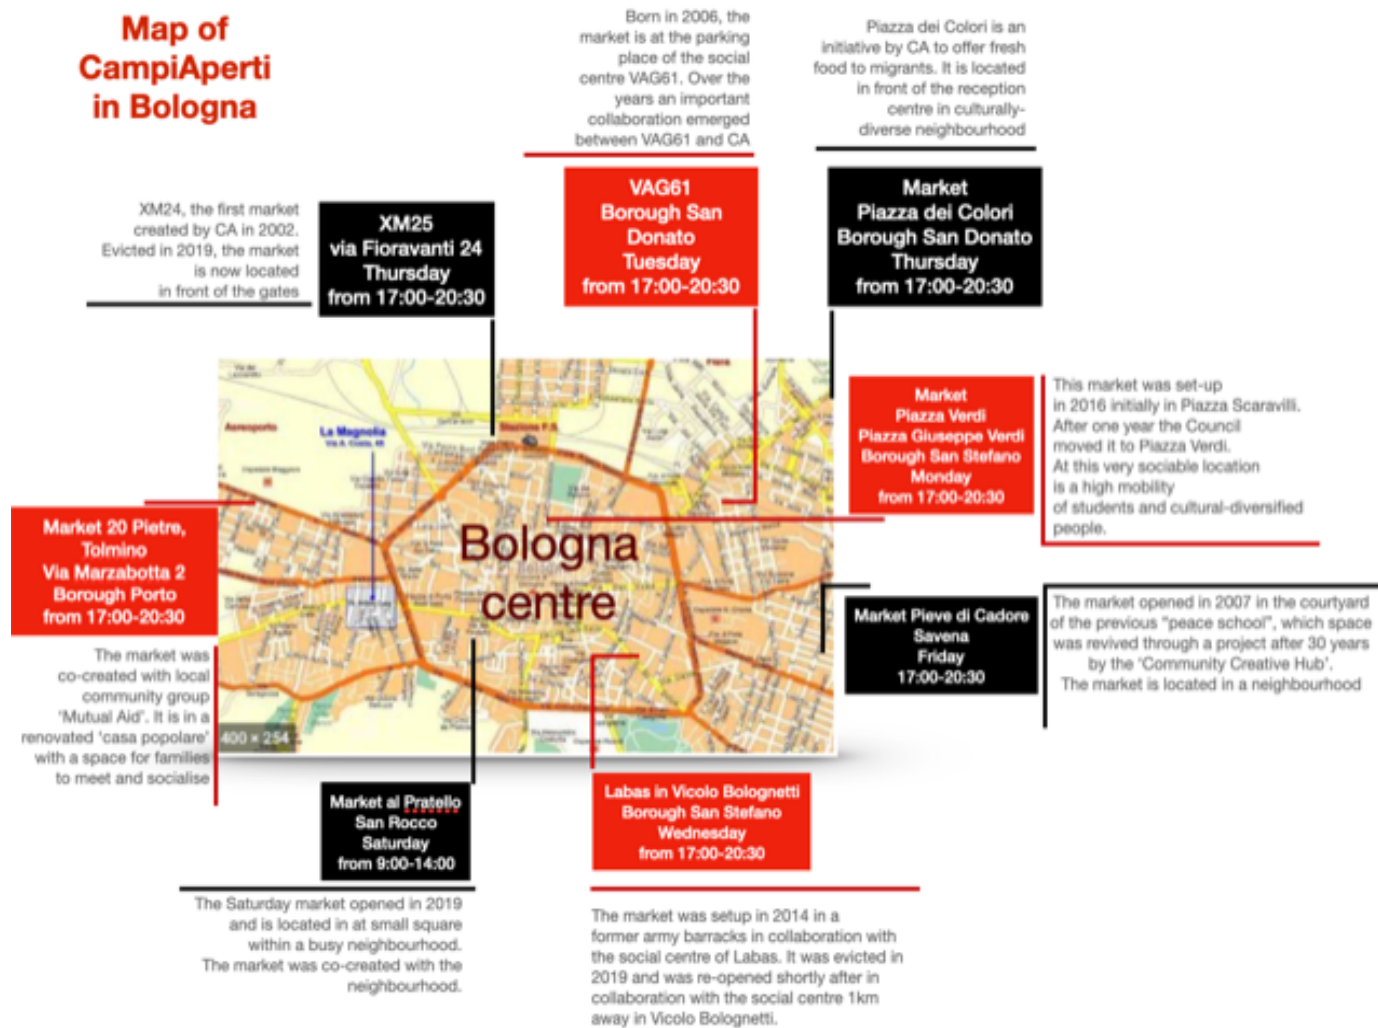 Map of
CampiAperti
in Bologna
Born in 2006, the
market is at the parking
place of the social
centre VAG61. Over the
years an important
collaboration emerged
between VAG61 and CA
Piazza dei Colori is an
initiative by CA to offer fresh
food to migrants. It is located
in front of the reception
centre in culturally-
diverse neighbourhood
XM24, the first market
created by CA in 2002.
Evicted in 2019, the market
is now located
in front of the gates
XM25
via Fioravanti 24
Thursday
from 17:00-20:30
VAG61
Borough San
Donato
Tuesday
from 17:00-20:30
Market
Piazza dei Colori
Borough San Donato
Thursday
from 17:00-20:30
Market
Piazza Verdi
Piazza Giuseppe Verdi
Borough San Stefano
Monday
from 17:00-20:30
This market was set-up
in 2016 initially in Piazza Scaravilli.
After one year the Council
moved it to Piazza Verdi.
At this very sociable location
is a high mobility
of students and cultural-diversified
people.
Aeroporto
La Magnolia
Stazione F.S.
Bologna
centre
400 × 254
Market 20 Pietre,
Tolmino
Via Marzabotta 2
Borough Porto
from 17:00-20:30
The market was
co-created with local
community group
'Mutual Aid'. It is in a
renovated 'casa popolare'
with a space for families
to meet and socialise
Market Pieve di Cadore
Savena
Friday
17:00-20:30
The market opened in 2007 in the courtyard
of the previous "peace school", which space
was revived through a project after 30 years
by the 'Community Creative Hub'.
The market is located in a neighbourhood
Market al Pratello
San Rocco
Saturday
from 9:00-14:00
The Saturday market opened in 2019
and is located in at small square
within a busy neighbourhood.
The market was co-created with the
neighbourhood.
Labas in Vicolo Bolognetti
Borough San Stefano
Wednesday
from 17:00-20:30
The market was setup in 2014 in a
former army barracks in collaboration with
the social centre of Labas. It was evicted in
2019 and was re-opened shortly after in
collaboration with the social centre 1km
away in Vicolo Bolognetti.